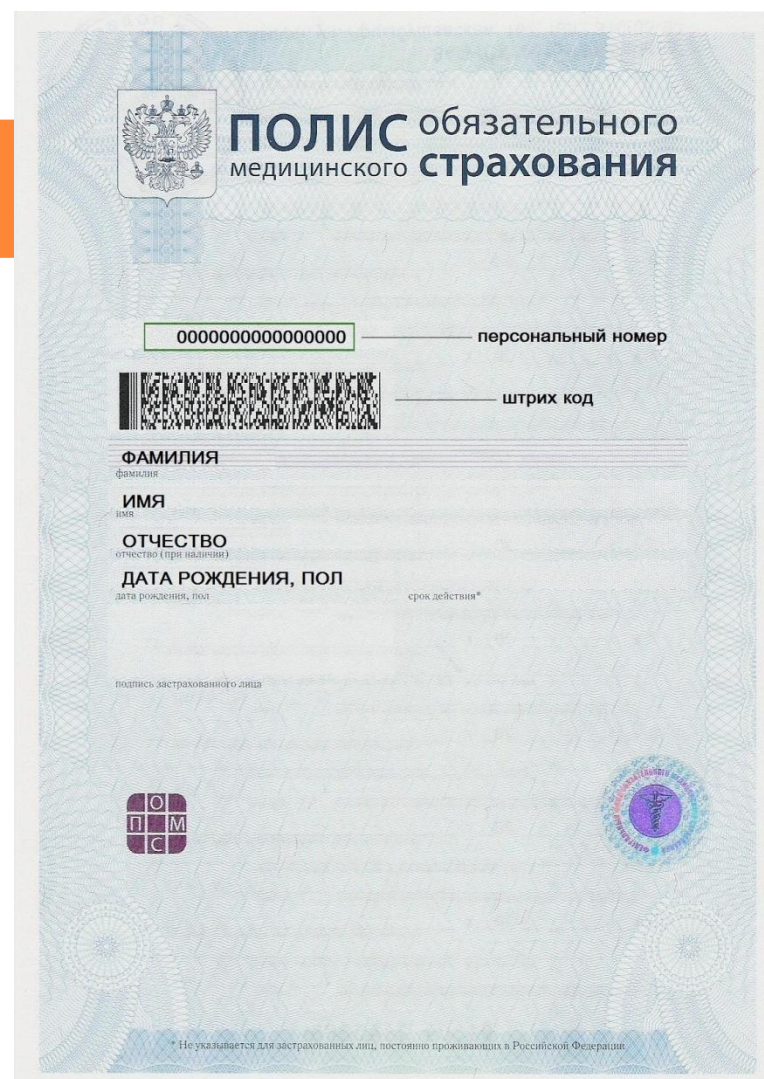 ПОЛИС обязательного
медицинского страхования
0000000000000000 персональный номер
штрих код
ФАМИЛИЯ
фамилия
ИМЯ
имя
ОТЧЕСТВО
отчество (при наличии)
ДАТА РОЖДЕНИЯ, ПОЛ
дата рождения, пол срок действия*
подпись застрахованного лица
О
П М
С
* Не указывается для застрахованных лиц, постоянно проживающих в Российской Федерации